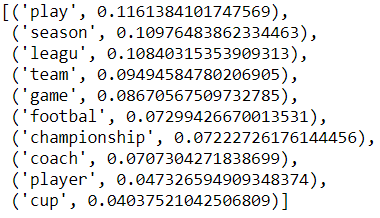 [('play', 0.1161384101747569),
('season', 0.10976483862334463),
('leagu', 0.10840315353909313),
('team', 0.09494584780206905),
('game', 0.08670567509732785),
('footbal', 0.07299426670013531),
('championship', 0.07222726176144456),
('coach', 0.0707304271838699),
('player', 0.047326594909348374),
('cup', 0.04037521042506809)]